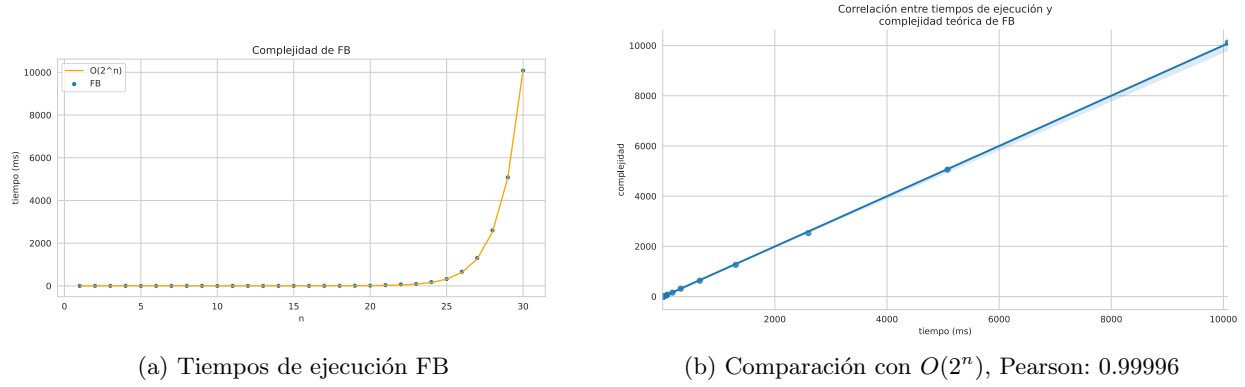 Complejidad de FB
O(2^n)
FB
tiempo (ms)
10000
8000
6000
4000
2000
0
0 5 10 15 20 25 30
n
(a) Tiempos de ejecución FB
Correlación entre tiempos de ejecución y
complejidad teórica de FB
complejidad
10000
8000
6000
4000
2000
0
2000 4000 6000 8000 10000
tiempo (ms)
(b) Comparación con O(2^n), Pearson: 0.99996